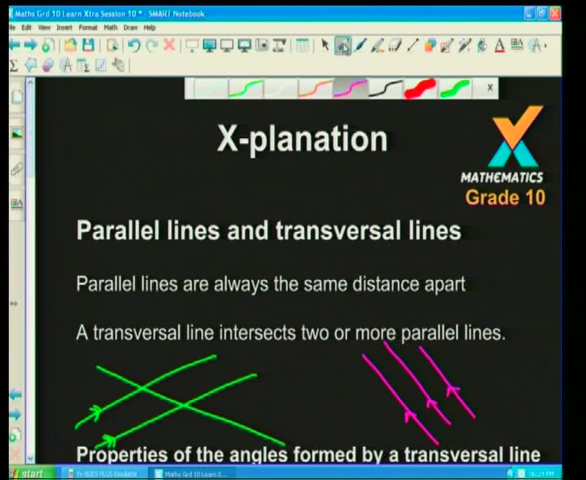 Maths Grd 10 Learn Xtra Session 10 * - SMART Notebook
Edit View Insert Format Math Draw Help
X-planation
MATHEMATICS
Grade 10
Parallel lines and transversal lines
Parallel lines are always the same distance apart
A transversal line intersects two or more parallel lines.
Properties of the angles formed by a transversal line
start
Maths Grd 10 Learn X...